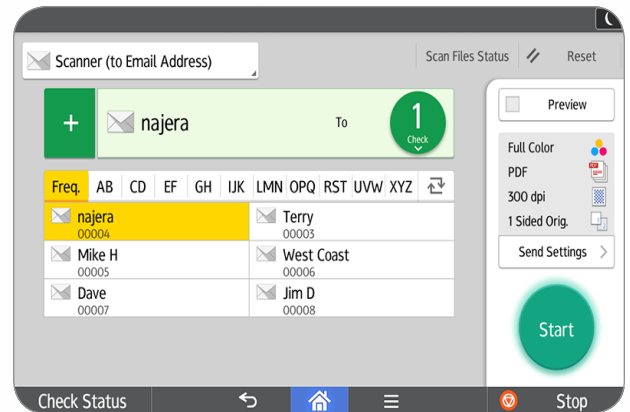 Scanner (to Email Address)
Scan Files Status
Reset
+
najera
To
1
Check
Preview
Full Color
PDF
300 dpi
1 Sided Orig.
Send Settings
Start
Freq. AB CD EF GH IJK LMN OPQ RST UVW XYZ
najera
00004
Terry
00003
Mike H
00005
West Coast
00006
Dave
00007
Jim D
00008
Check Status
Stop